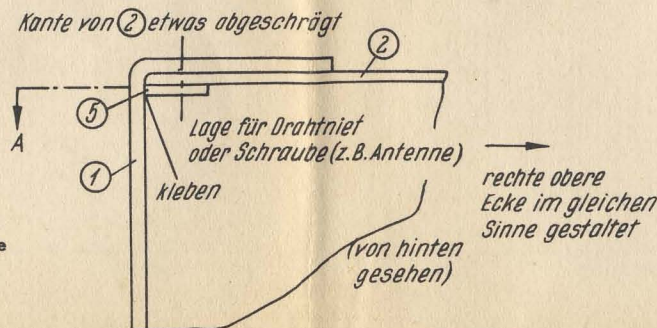 Kante von ② etwas abgeschrägt
②
⑤
A
Lage für Drahtniet
oder Schraube (z.B. Antenne)
①
kleben
rechte obere
Ecke im gleichen
Sinne gestaltet
e
(von hinten
gesehen)